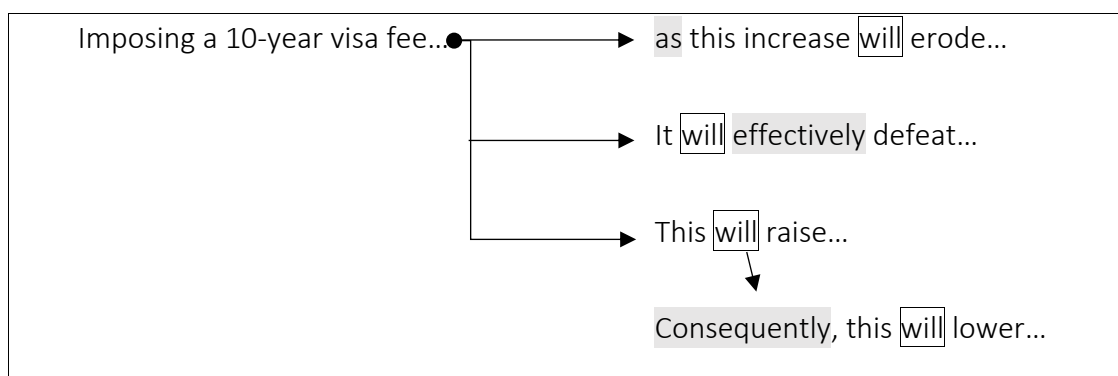 Imposing a 10-year visa fee… as this increase will erode…
It will effectively defeat…
This will raise…
Consequently, this will lower…